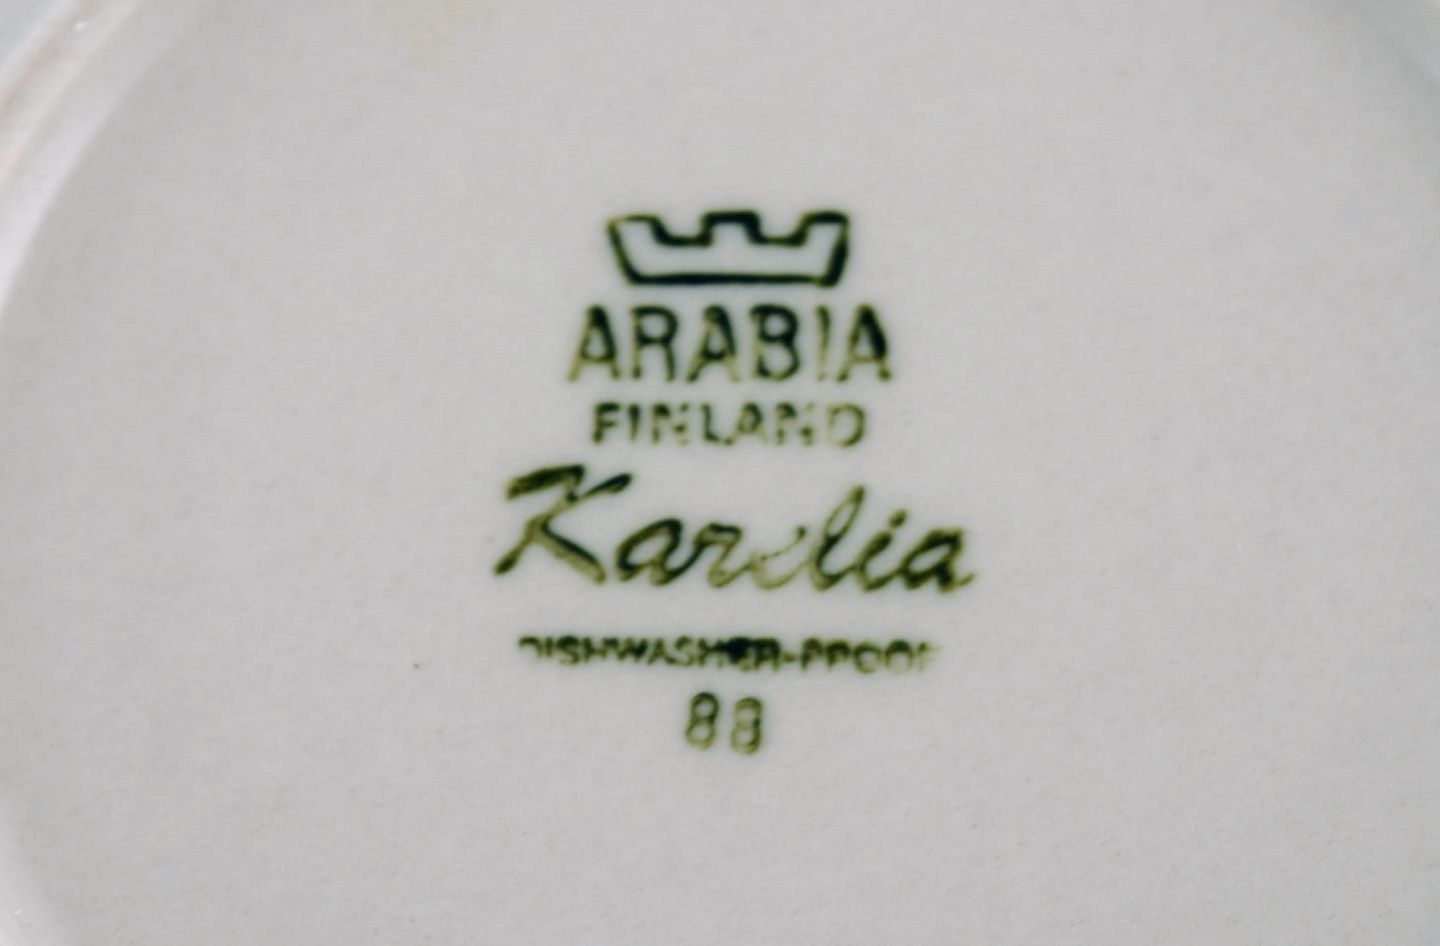 ARABIA
FINLAND
Karelia
DISHWASHER-PROOF
88